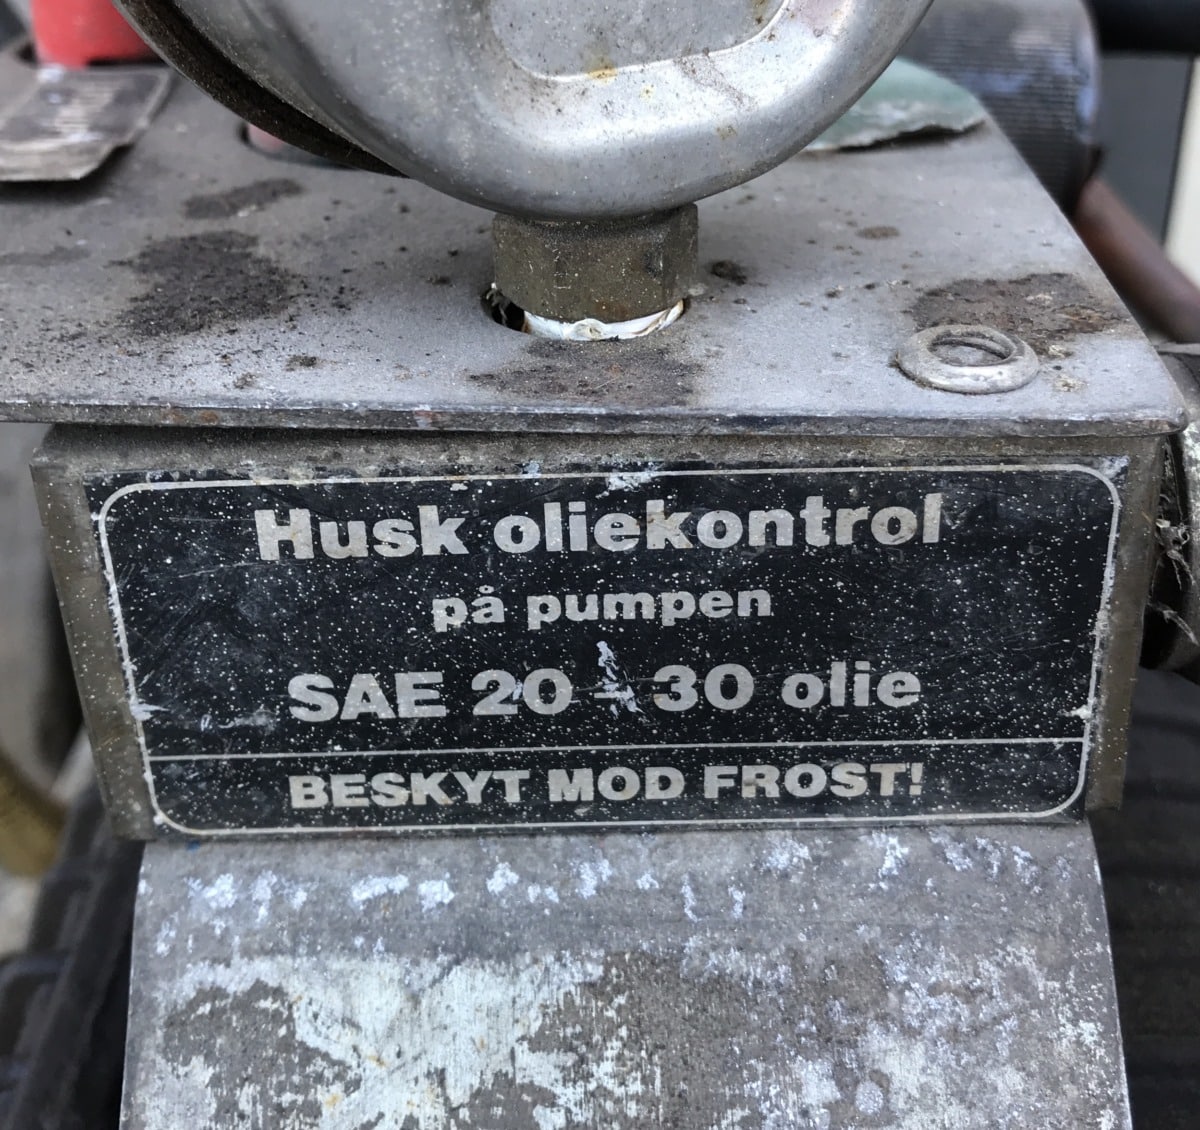 Husk oliekontrol
på pumpen
SAE 20 - 30 olie
BESKYT MOD FROST!